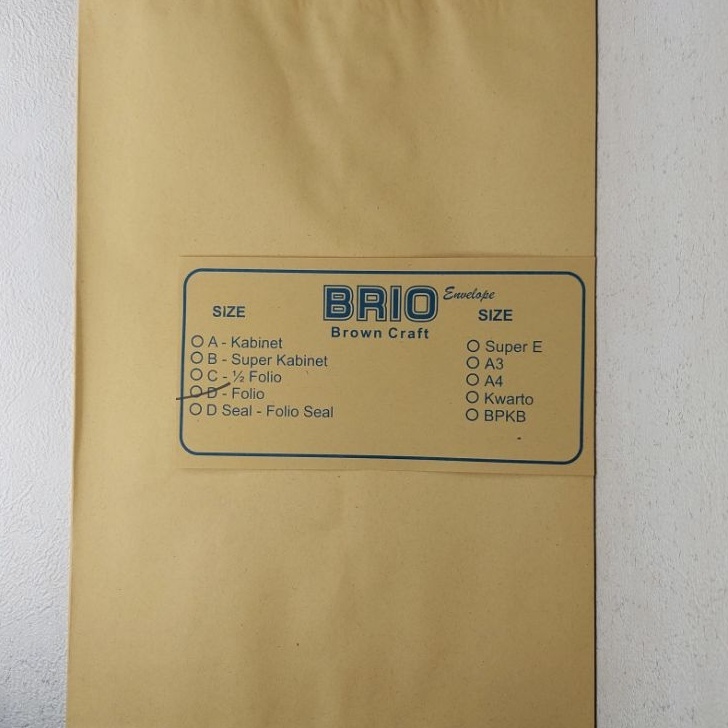 BRIO Envelope
Brown Craft
SIZE
A - Kabinet
B - Super Kabinet
C - ½ Folio
D - Folio
D Seal - Folio Seal
SIZE
Super E
A3
A4
Kwarto
BPKB